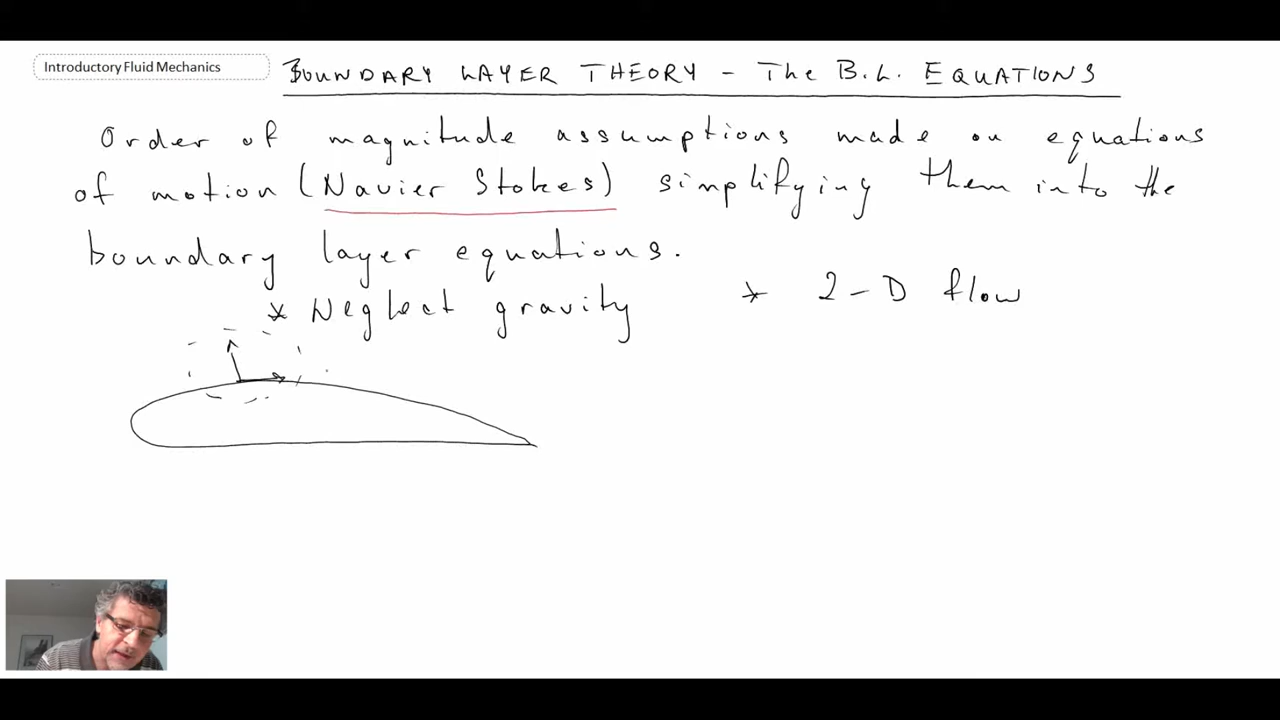 Introductory Fluid Mechanics
BOUNDARY LAYER THEORY - The B.L. EQUATIONS
Order of magnitude assumptions made on equations
of motion (Navier Stokes) simplifying them into the
boundary layer equations.
* Neglect gravity * 2-D flow